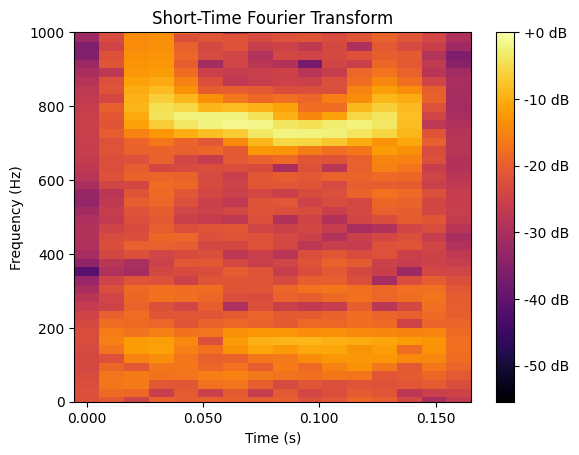 Short-Time Fourier Transform
1000
800
600
400
200
0
Frequency (Hz)
0.000
0.050
0.100
0.150
Time (s)
+0 dB
-10 dB
-20 dB
-30 dB
-40 dB
-50 dB